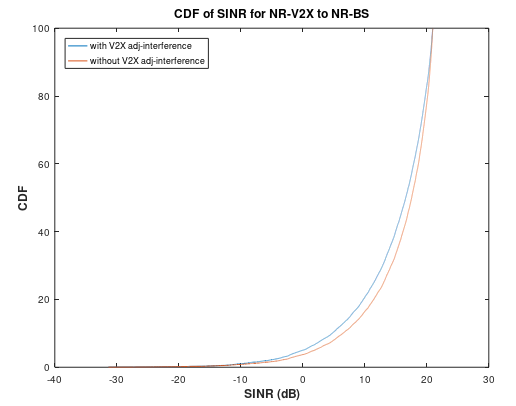 CDF of SINR for NR-V2X to NR-BS
with V2X adj-interference
without V2X adj-interference
100
80
60
40
20
0
CDF
-40 -30 -20 -10 0 10 20 30
SINR (dB)